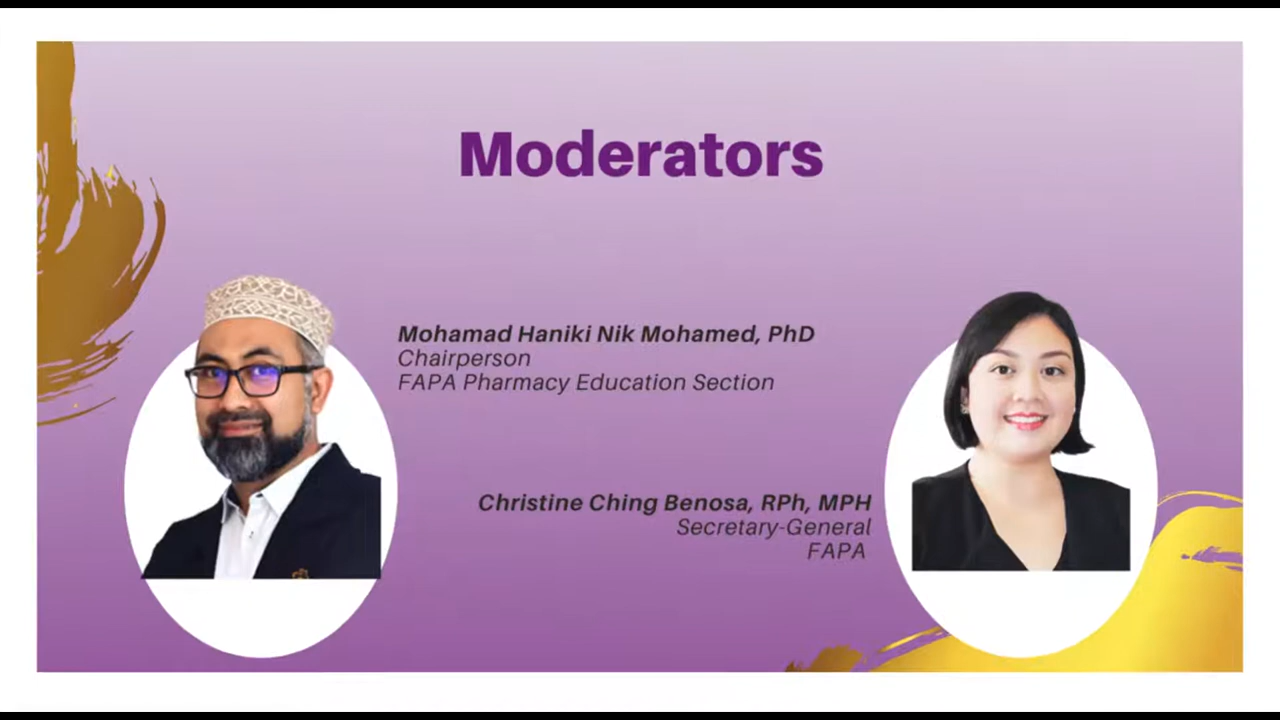 Moderators
Mohamad Haniki Nik Mohamed, PhD
Chairperson
FAPA Pharmacy Education Section
Christine Ching Benosa, RPh, MPH
Secretary-General
FAPA